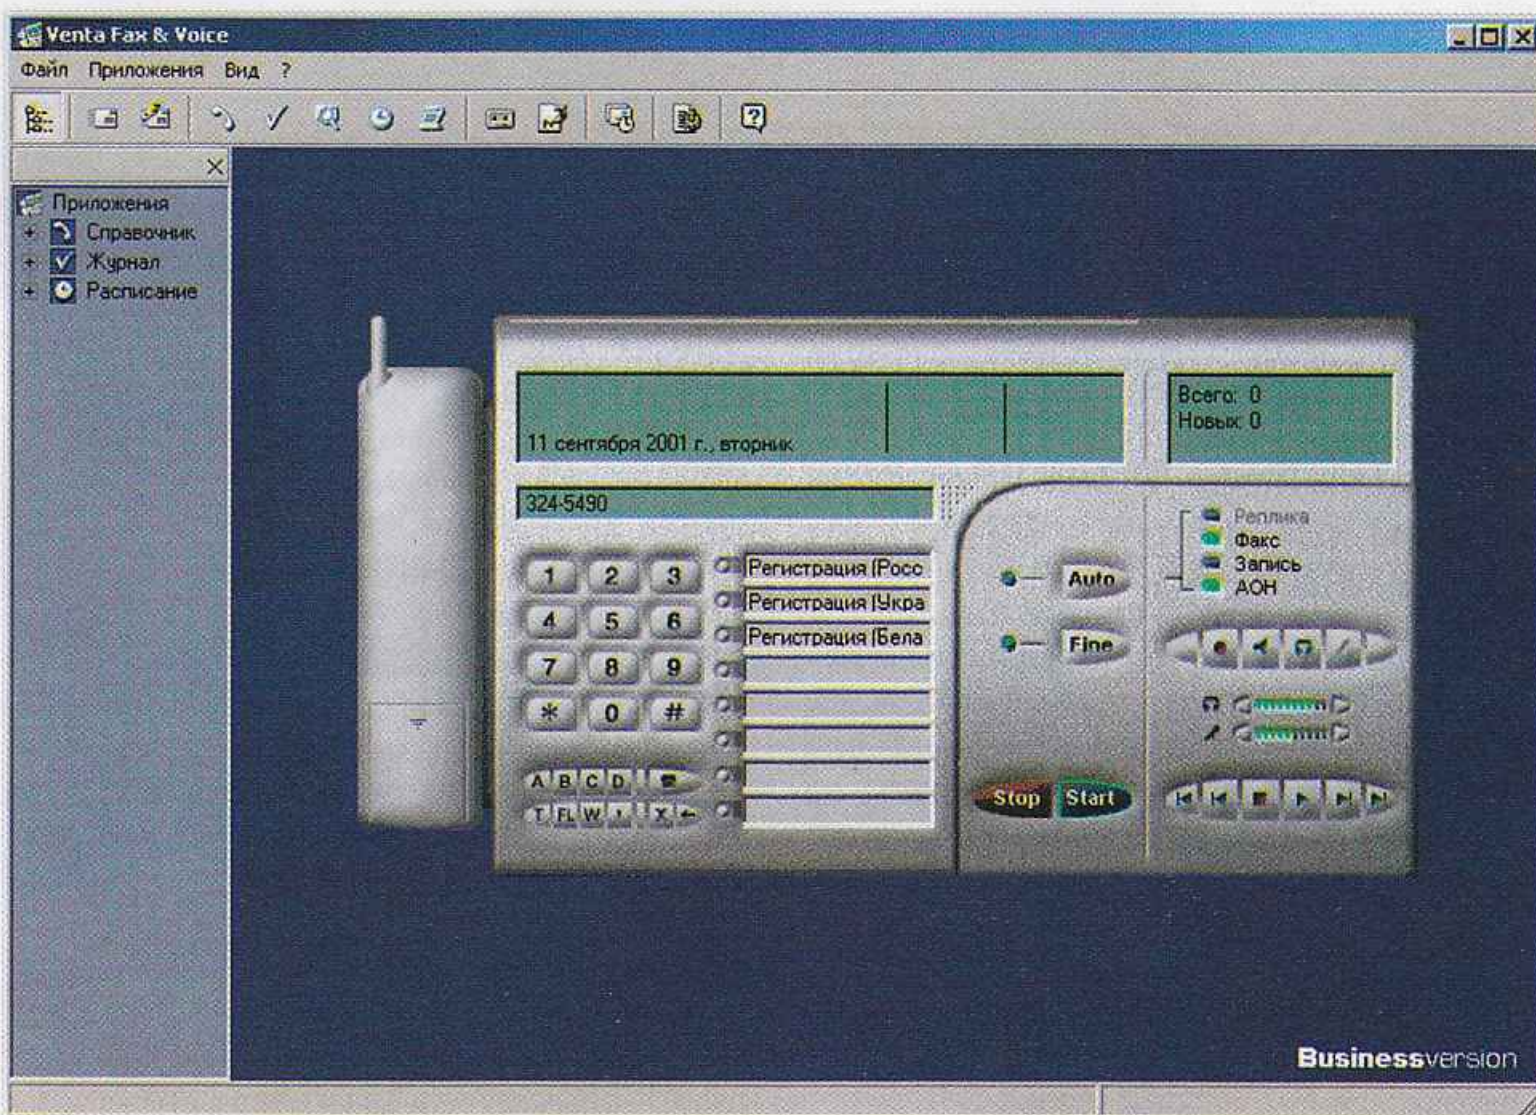 Venta Fax & Voice
Файл Приложения Вид ?
Приложения
Справочник
Журнал
Расписание
11 сентября 2001 г., вторник
Всего: 0
Новых: 0
324-5490
Реплика
Факс
Запись
АОН
1 2 3
4 5 6
7 8 9
* 0 #
A B C D
T FL W , X ←
Регистрация (Росс
Регистрация (Укра
Регистрация (Бела
Auto
Fine
Stop Start
Businessversion